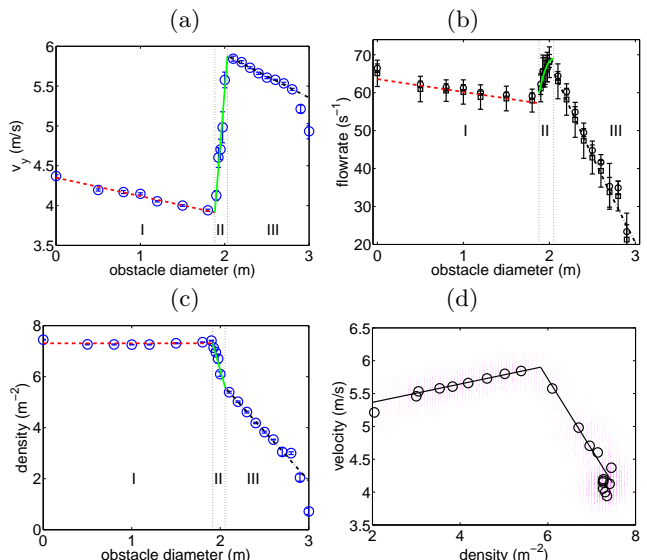 (a)
6
5.5
5
4.5
4
3.5
v_y (m/s)
I
II
III
0
1
2
3
obstacle diameter (m)
(b)
70
60
50
40
30
20
flowrate (s⁻¹)
I
II
III
0
1
2
3
obstacle diameter (m)
(c)
8
6
4
2
0
density (m⁻²)
I
II
III
0
1
2
3
obstacle diameter (m)
(d)
6.5
6
5.5
5
4.5
4
3.5
velocity (m/s)
2
4
6
8
density (m⁻²)